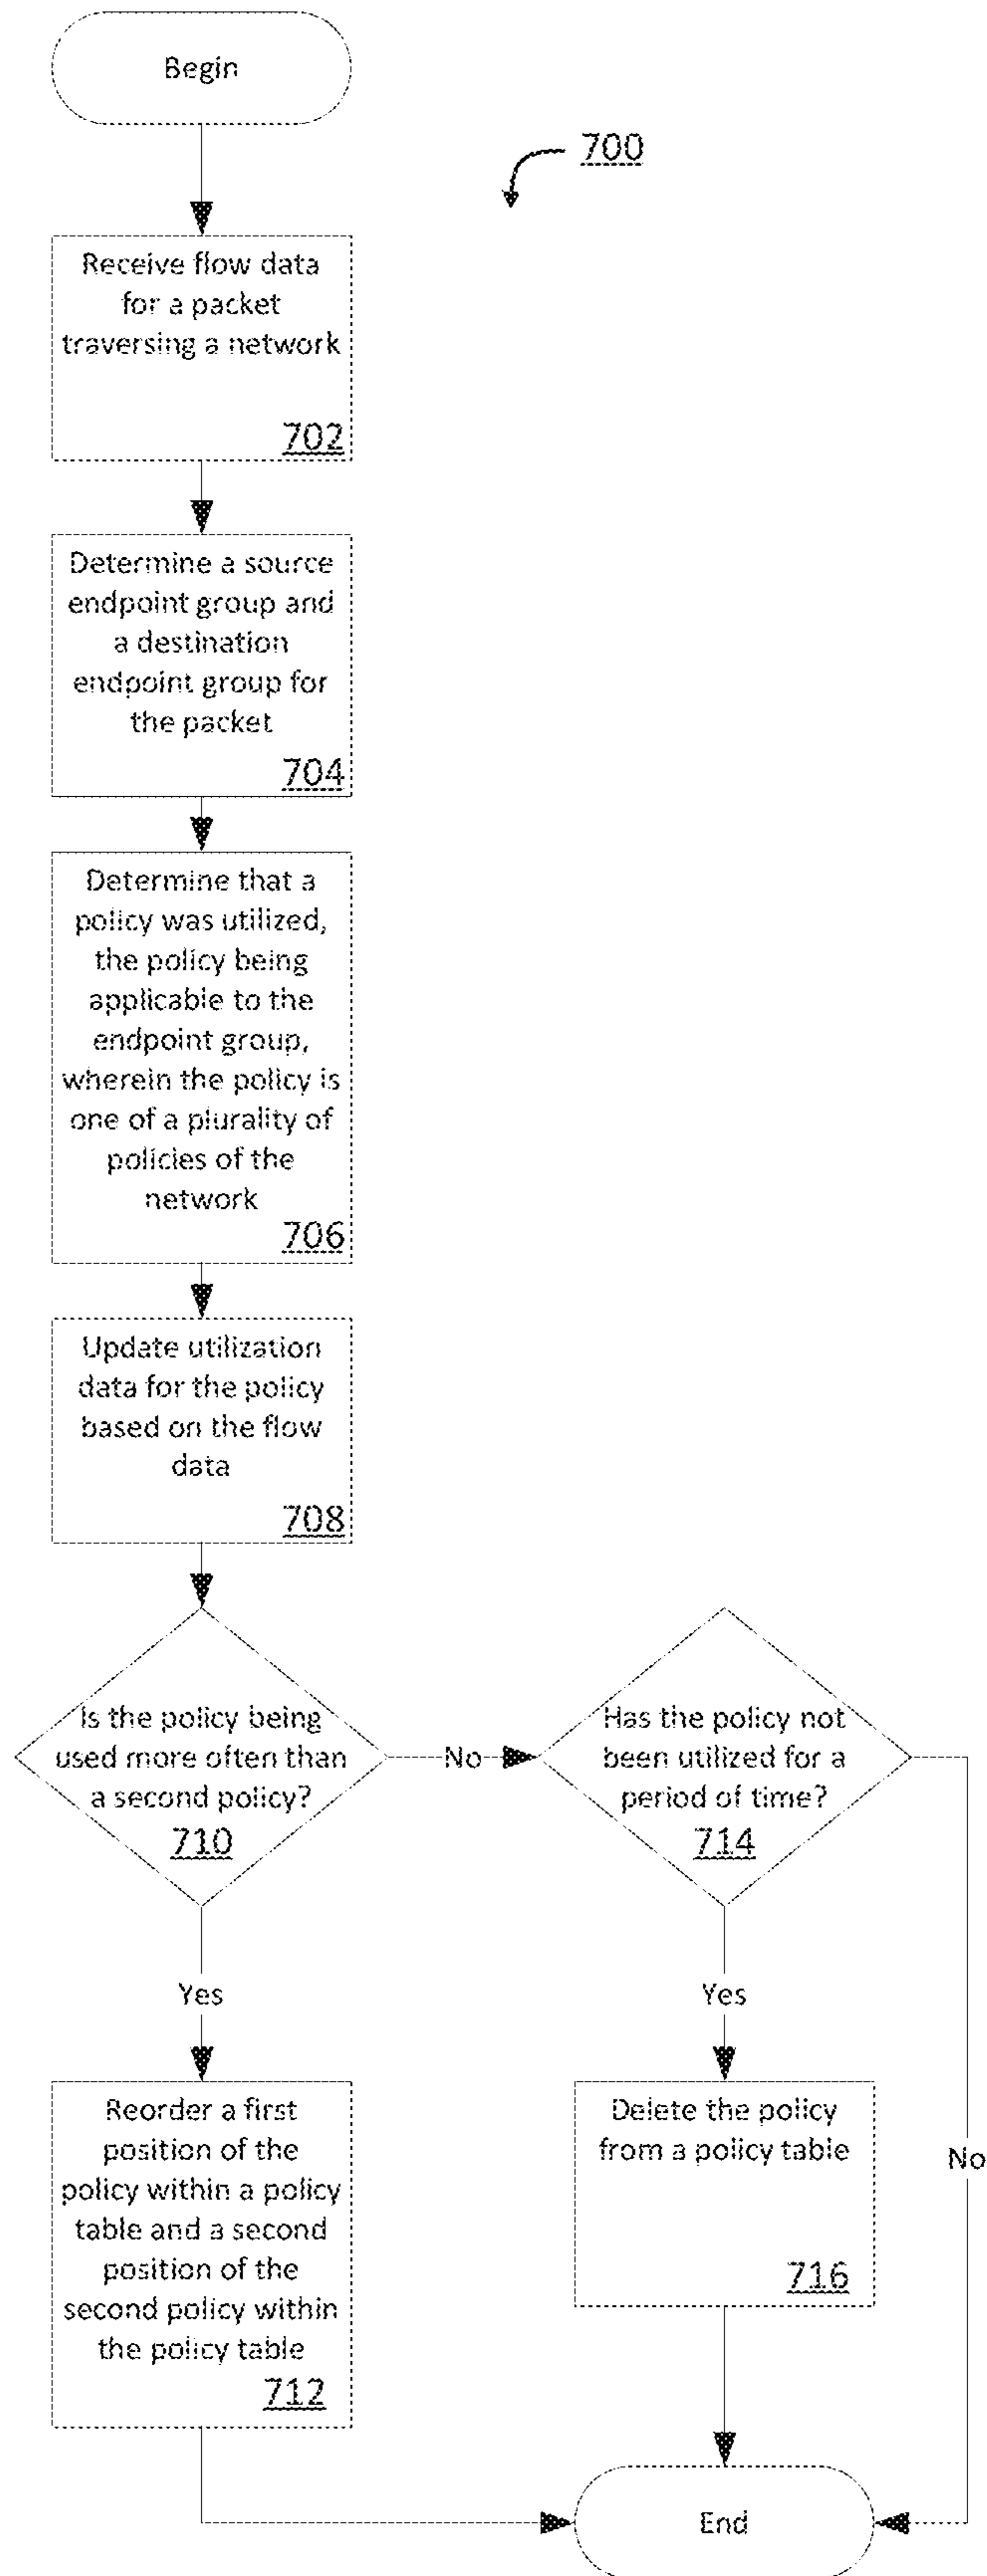 Begin
700
Receive flow data
for a packet
traversing a network
702
Determine a source
endpoint group and
a destination
endpoint group for
the packet
704
Determine that a
policy was utilized,
the policy being
applicable to the
endpoint group,
wherein the policy is
one of a plurality of
policies of the
network
706
Update utilization
data for the policy
based on the flow
data
708
Is the policy being
used more often than
a second policy?
710
No
Has the policy not
been utilized for a
period of time?
714
Yes
Yes
Reorder a first
position of the
policy within a policy
table and a second
position of the
second policy within
the policy table
712
Delete the policy
from a policy table
716
No
End